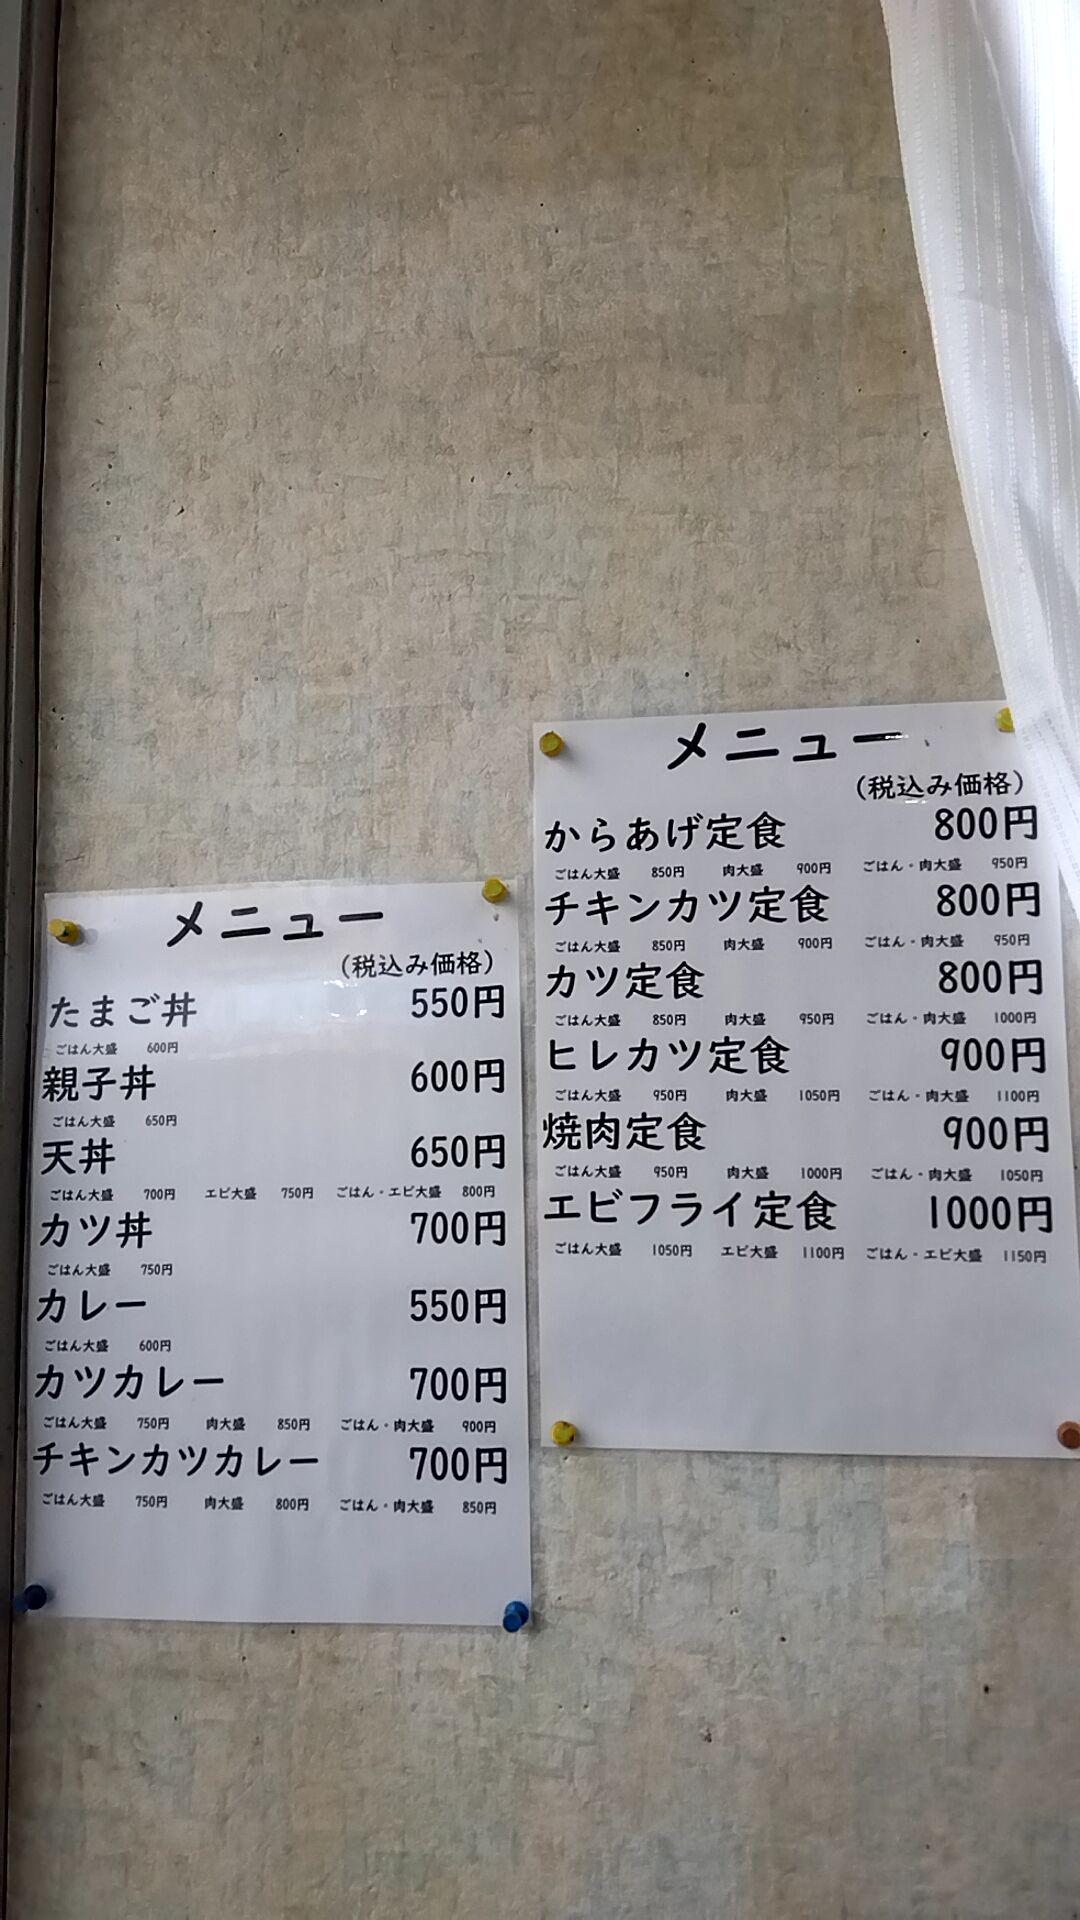 メニュー
(税込み価格)
たまご丼 550円
ごはん大盛 600円
親子丼 600円
ごはん大盛 650円
天丼 650円
ごはん大盛 700円 エビ大盛 750円 ごはん・エビ大盛 800円
カツ丼 700円
ごはん大盛 750円
カレー 550円
ごはん大盛 600円
カツカレー 700円
ごはん大盛 750円 肉大盛 850円 ごはん・肉大盛 900円
チキンカツカレー 700円
ごはん大盛 750円 肉大盛 800円 ごはん・肉大盛 850円
メニュー
(税込み価格)
からあげ定食 800円
ごはん大盛 850円 肉大盛 900円 ごはん・肉大盛 950円
チキンカツ定食 800円
ごはん大盛 850円 肉大盛 900円 ごはん・肉大盛 950円
カツ定食 800円
ごはん大盛 850円 肉大盛 950円 ごはん・肉大盛 1000円
ヒレカツ定食 900円
ごはん大盛 950円 肉大盛 1050円 ごはん・肉大盛 1100円
焼肉定食 900円
ごはん大盛 950円 肉大盛 1000円 ごはん・肉大盛 1050円
エビフライ定食 1000円
ごはん大盛 1050円 エビ大盛 1100円 ごはん・エビ大盛 1150円